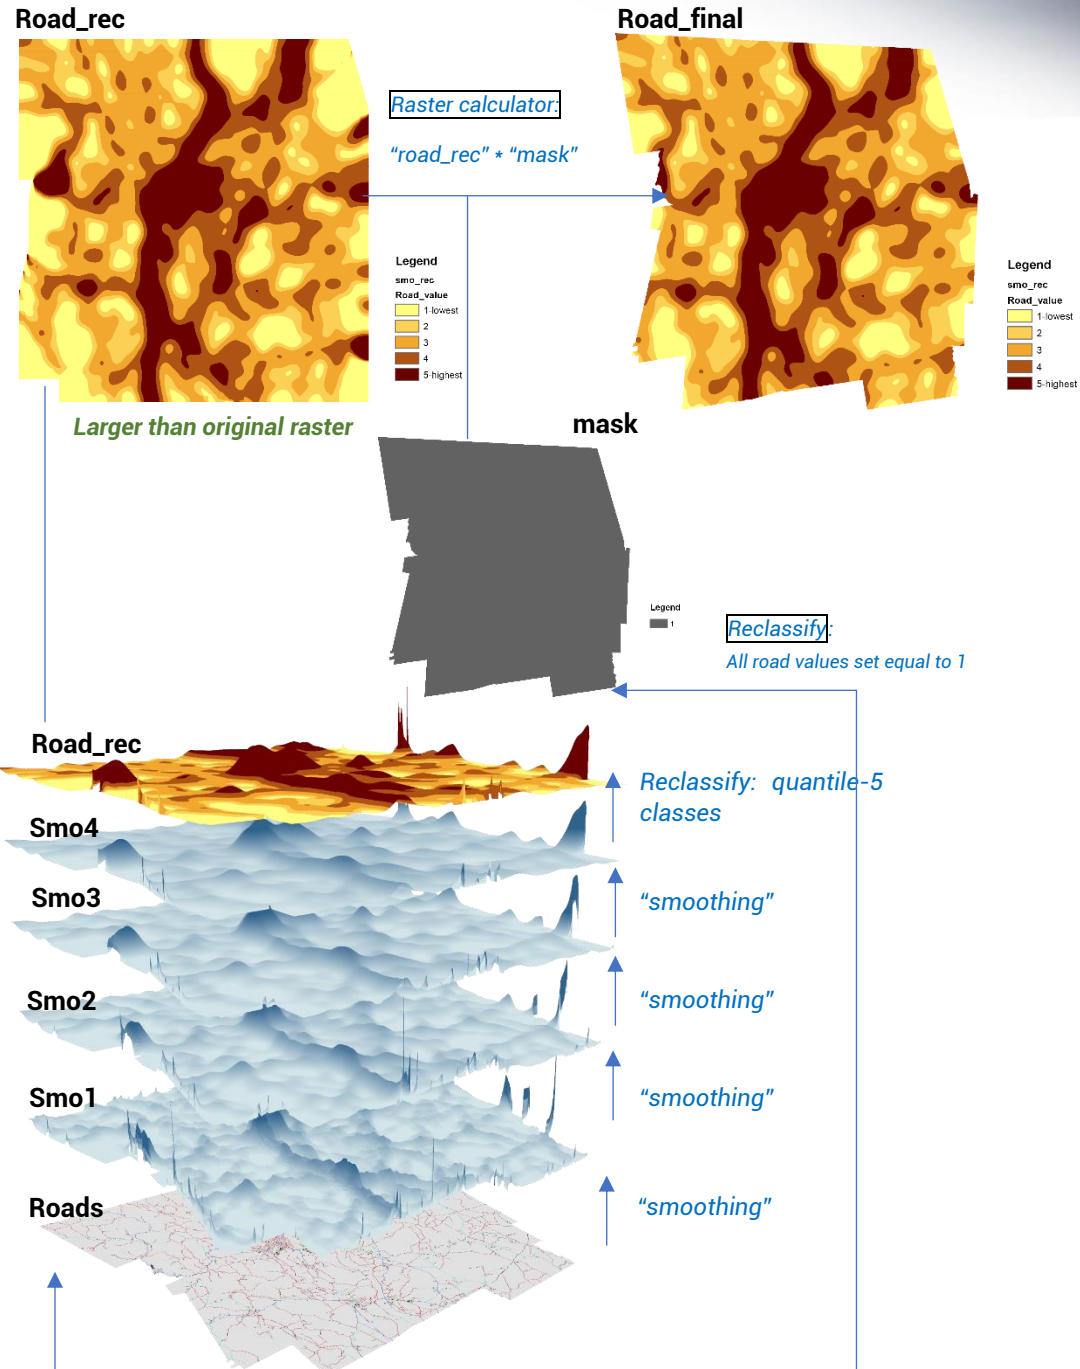 Road_rec
Road_final
Raster calculator:
“road_rec” * “mask”
Legend
smo_rec
Road_value
1-lowest
2
3
4
5-highest
Legend
smo_rec
Road_value
1-lowest
2
3
4
5-highest
Larger than original raster
mask
Legend
1
Reclassify:
All road values set equal to 1
Road_rec
Reclassify: quantile-5
classes
Smo4
Smo3
“smoothing”
Smo2
“smoothing”
Smo1
“smoothing”
Roads
“smoothing”